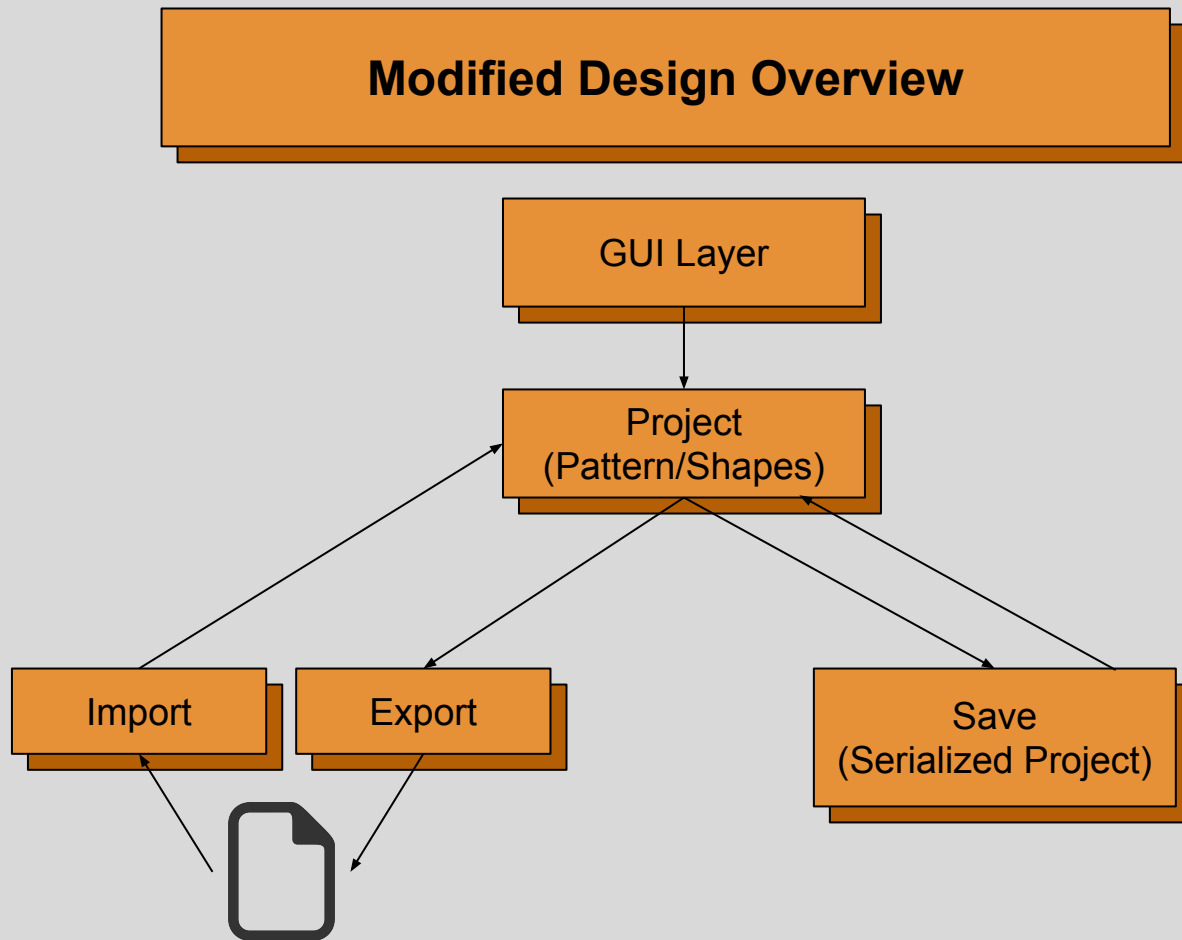 Modified Design Overview
GUI Layer
Project
(Pattern/Shapes)
Import
Export
Save
(Serialized Project)